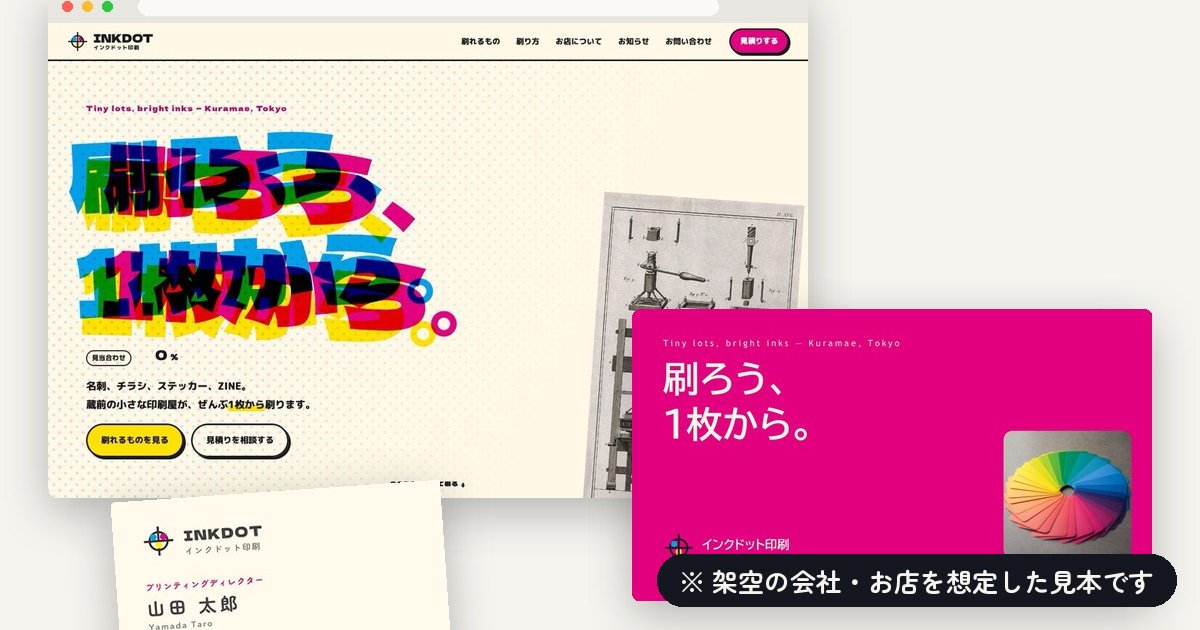 INKDOT
インクドット印刷
刷れるもの
刷り方
お店について
お知らせ
お問い合わせ
見積りする
Tiny lots, bright inks — Kuramae, Tokyo
刷ろう、
1枚から。
見当合わせ
0 %
名刺、チラシ、ステッカー、ZINE。
蔵前の小さな印刷屋が、ぜんぶ1枚から刷ります。
刷れるものを見る
見積りを相談する
INKDOT
インクドット印刷
プリンティングディレクター
山田 太郎
Yamada Taro
Tiny lots, bright inks — Kuramae, Tokyo
刷ろう、
1枚から。
インクドット印刷
※ 架空の会社・お店を想定した見本です